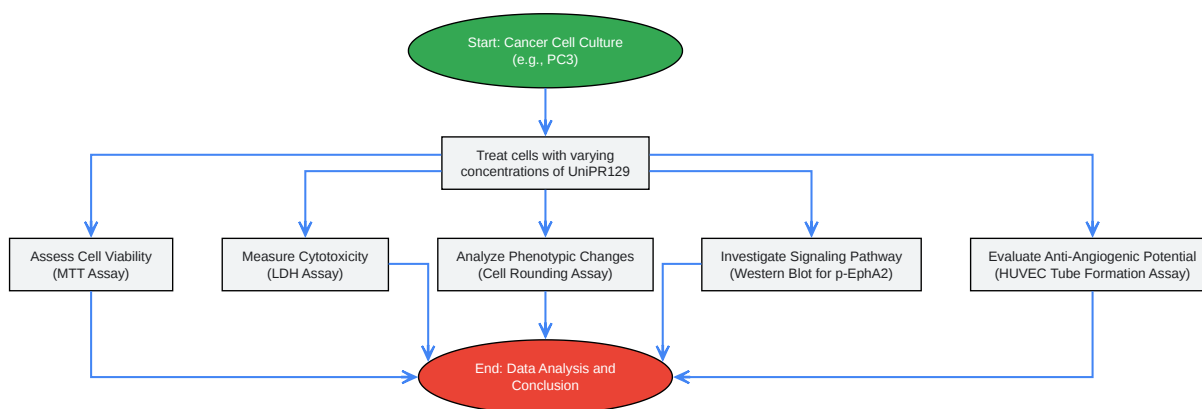 Start: Cancer Cell Culture
(e.g., PC3)
Treat cells with varying
concentrations of UniPR129
Assess Cell Viability
(MTT Assay)
Measure Cytotoxicity
(LDH Assay)
Analyze Phenotypic Changes
(Cell Rounding Assay)
Investigate Signaling Pathway
(Western Blot for p-EphA2)
Evaluate Anti-Angiogenic Potential
(HUVEC Tube Formation Assay)
End: Data Analysis and
Conclusion